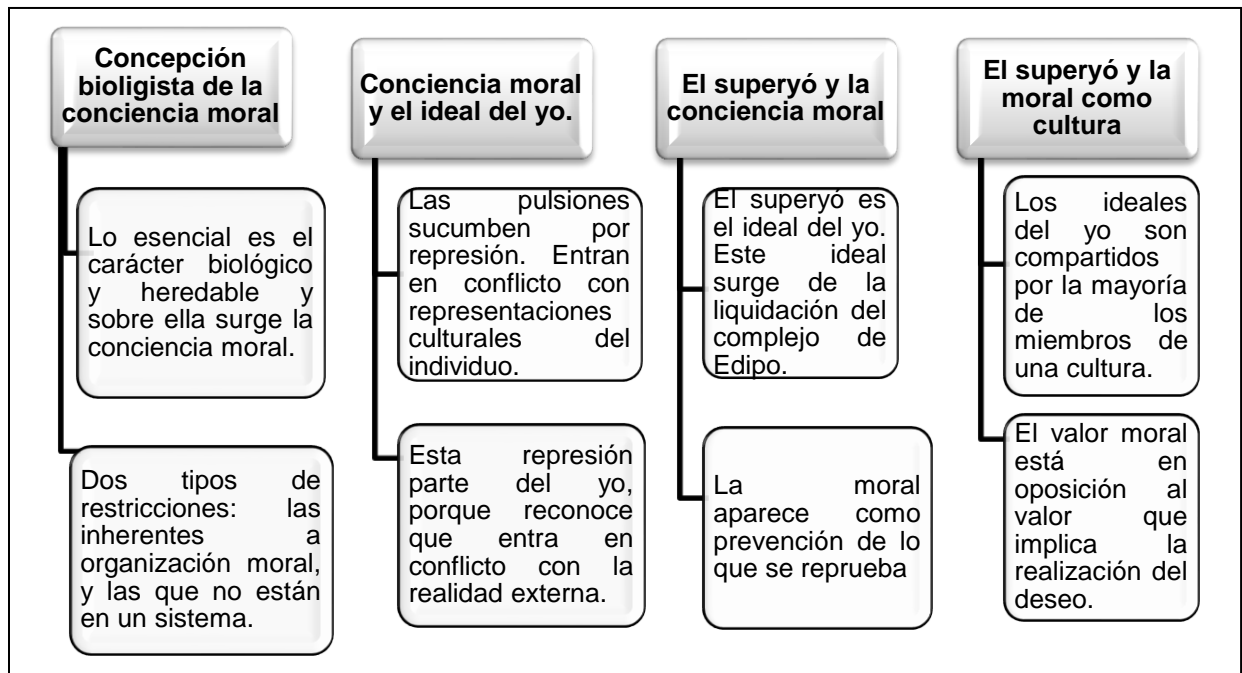 Concepción
bioligista de la
conciencia moral
Lo esencial es el
carácter biológico
y heredable y
sobre ella surge la
conciencia moral.
Dos tipos de
restricciones: las
inherentes a
organización moral,
y las que no están
en un sistema.
Conciencia moral
y el ideal del yo.
Las pulsiones
sucumben por
represión. Entran
en conflicto con
representaciones
culturales del
individuo.
Esta represión
parte del yo,
porque reconoce
que entra en
conflicto con la
realidad externa.
El superyó y la
conciencia moral
El superyó es
el ideal del yo.
Este ideal
surge de la
liquidación del
complejo de
Edipo.
La moral
aparece como
prevención de lo
que se reprueba
El superyó y la
moral como
cultura
Los ideales
del yo son
compartidos
por la mayoría
de los
miembros de
una cultura.
El valor moral
está en
oposición al
valor que
implica la
realización del
deseo.